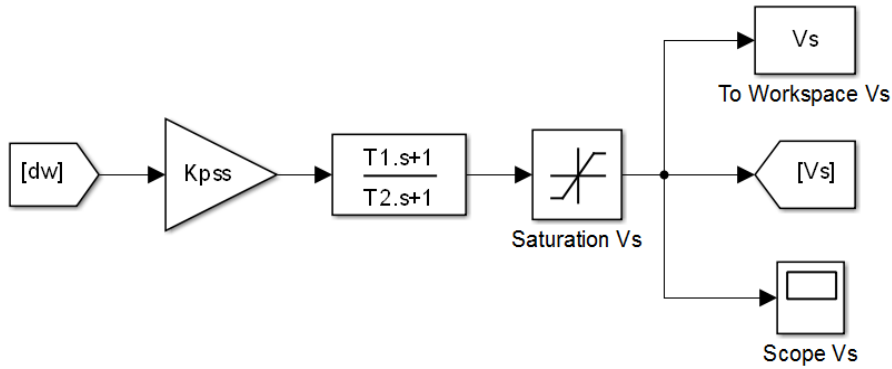 Vs
To Workspace Vs
[dw]
Kpss
T1.s+1
T2.s+1
Saturation Vs
[Vs]
Scope Vs